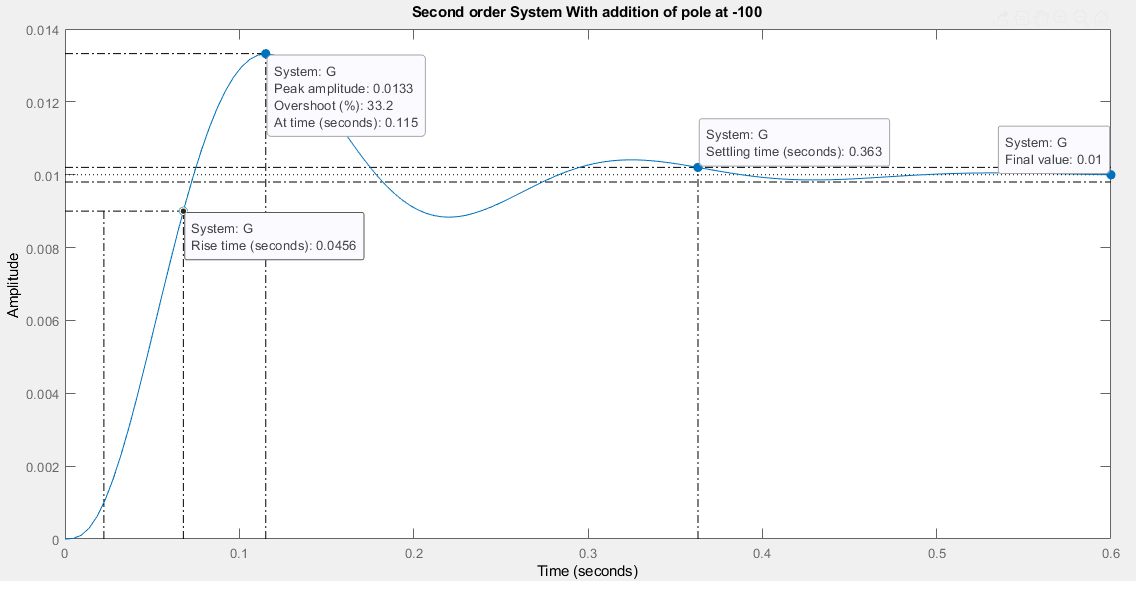 Second order System With addition of pole at -100
0.014
0.012
0.01
0.008
0.006
0.004
0.002
0
Amplitude
System: G
Peak amplitude: 0.0133
Overshoot (%): 33.2
At time (seconds): 0.115
System: G
Rise time (seconds): 0.0456
System: G
Settling time (seconds): 0.363
System: G
Final value: 0.01
0 0.1 0.2 0.3 0.4 0.5 0.6
Time (seconds)